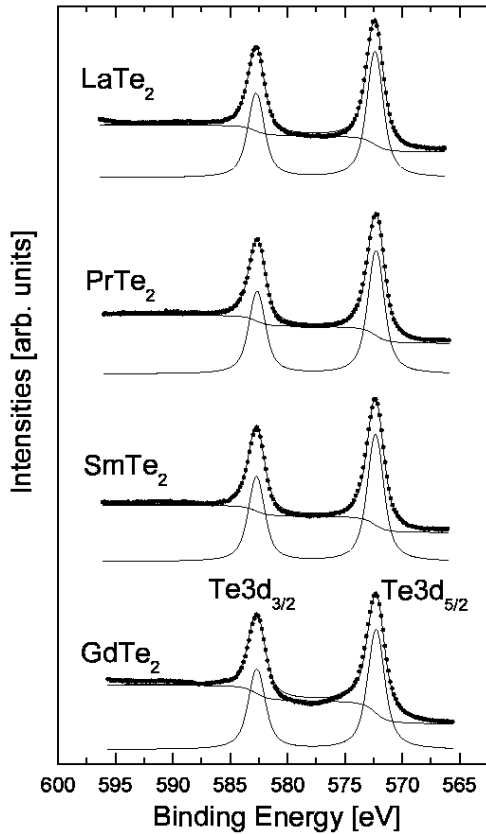 LaTe₂
PrTe₂
SmTe₂
Te3d₃/₂ Te3d₅/₂
GdTe₂
Intensities [arb. units]
600 595 590 585 580 575 570 565
Binding Energy [eV]